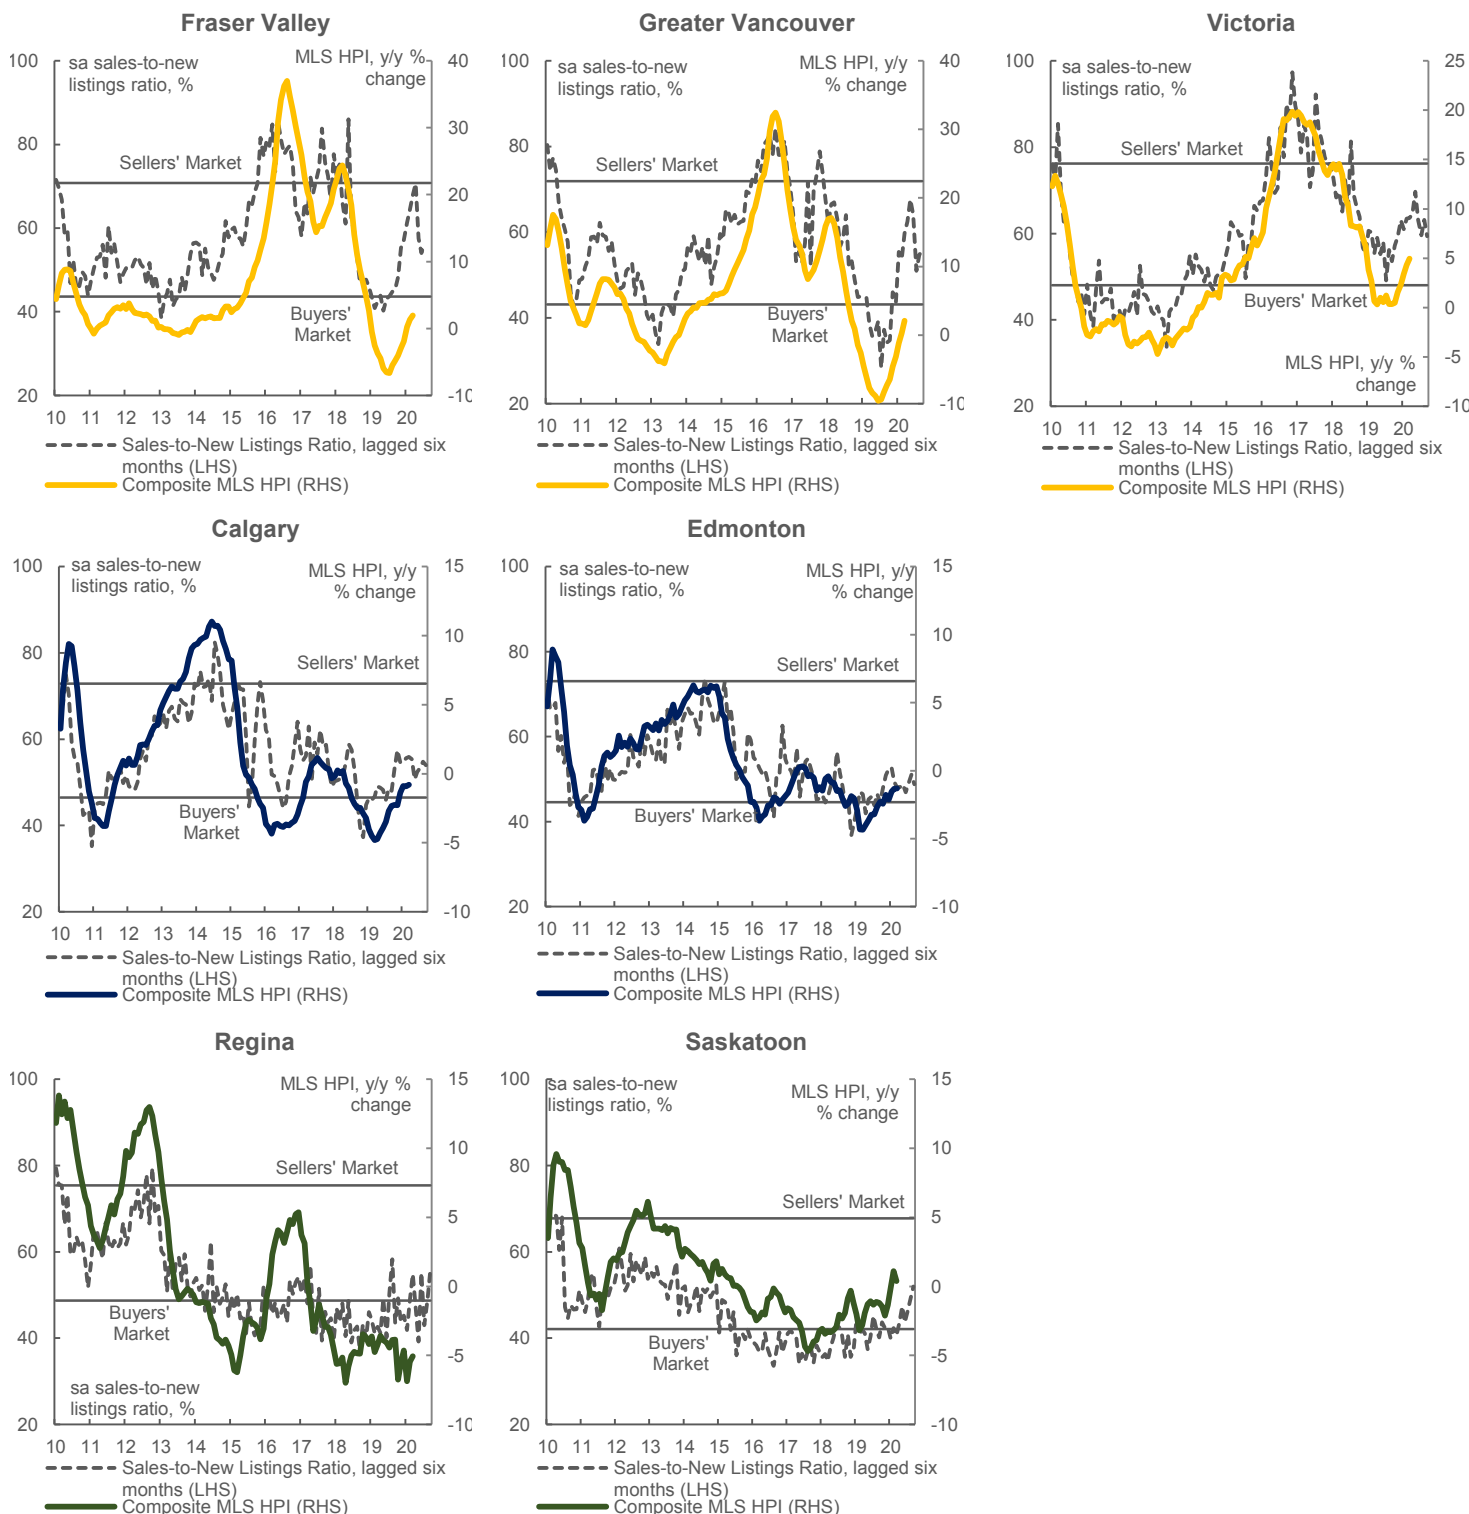 Fraser Valley
sa sales-to-new
listings ratio, %
MLS HPI, y/y %
change
100
80
60
40
20
40
30
20
10
0
-10
Sellers' Market
Buyers'
Market
10 11 12 13 14 15 16 17 18 19 20
Sales-to-New Listings Ratio, lagged six
months (LHS)
Composite MLS HPI (RHS)
Greater Vancouver
sa sales-to-new
listings ratio, %
MLS HPI, y/y
% change
100
80
60
40
20
40
30
20
10
0
-10
Sellers' Market
Buyers'
Market
10 11 12 13 14 15 16 17 18 19 20
Sales-to-New Listings Ratio, lagged six
months (LHS)
Composite MLS HPI (RHS)
Victoria
sa sales-to-new
listings ratio, %
100
80
60
40
20
25
20
15
10
5
0
-5
-10
Sellers' Market
Buyers' Market
MLS HPI, y/y %
change
10 11 12 13 14 15 16 17 18 19 20
Sales-to-New Listings Ratio, lagged six
months (LHS)
Composite MLS HPI (RHS)
Calgary
sa sales-to-new
listings ratio, %
MLS HPI, y/y
% change
100
80
60
40
20
15
10
5
0
-5
-10
Sellers' Market
Buyers'
Market
10 11 12 13 14 15 16 17 18 19 20
Sales-to-New Listings Ratio, lagged six
months (LHS)
Composite MLS HPI (RHS)
Edmonton
sa sales-to-new
listings ratio, %
MLS HPI, y/y
% change
100
80
60
40
20
15
10
5
0
-5
-10
Sellers' Market
Buyers' Market
10 11 12 13 14 15 16 17 18 19 20
Sales-to-New Listings Ratio, lagged six
months (LHS)
Composite MLS HPI (RHS)
Regina
MLS HPI, y/y %
change
100
80
60
40
20
15
10
5
0
-5
-10
Sellers' Market
Buyers'
Market
sa sales-to-new
listings ratio, %
10 11 12 13 14 15 16 17 18 19 20
Sales-to-New Listings Ratio, lagged six
months (LHS)
Composite MLS HPI (RHS)
Saskatoon
sa sales-to-new
listings ratio, %
MLS HPI, y/y
% change
100
80
60
40
20
15
10
5
0
-5
-10
Sellers' Market
Buyers'
Market
10 11 12 13 14 15 16 17 18 19 20
Sales-to-New Listings Ratio, lagged six
months (LHS)
Composite MLS HPI (RHS)